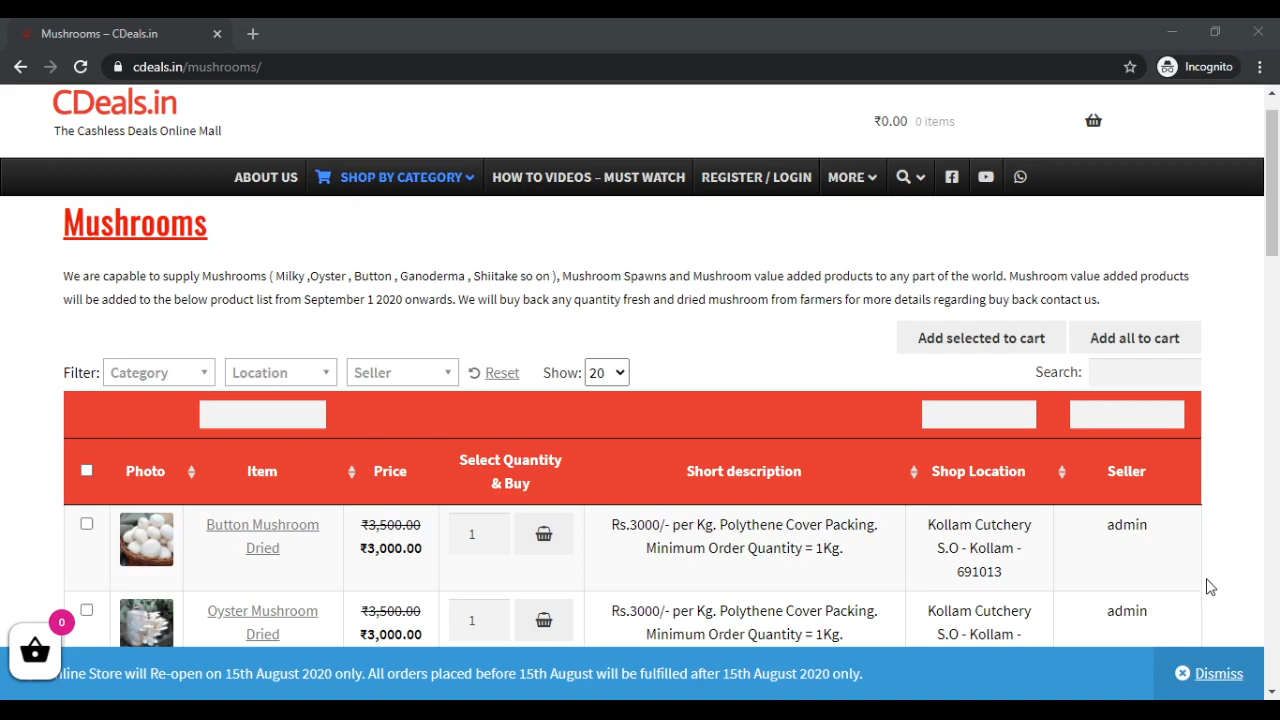 Mushrooms – CDeals.in
cdeals.in/mushrooms/
Incognito
CDeals.in
The Cashless Deals Online Mall
₹0.00 0 items
ABOUT US SHOP BY CATEGORY HOW TO VIDEOS – MUST WATCH REGISTER / LOGIN MORE
Mushrooms
We are capable to supply Mushrooms ( Milky ,Oyster , Button , Ganoderma , Shiitake so on ), Mushroom Spawns and Mushroom value added products to any part of the world. Mushroom value added products
will be added to the below product list from September 1 2020 onwards. We will buy back any quantity fresh and dried mushroom from farmers for more details regarding buy back contact us.
Add selected to cart Add all to cart
Filter: Category Location Seller Reset Show: 20 Search:
Photo Item Price Select Quantity
& Buy Short description Shop Location Seller
Button Mushroom
Dried
₹3,500.00
₹3,000.00
1
Rs.3000/- per Kg. Polythene Cover Packing.
Minimum Order Quantity = 1Kg.
Kollam Cutchery
S.O - Kollam -
691013
admin
Oyster Mushroom
Dried
₹3,500.00
₹3,000.00
1
Rs.3000/- per Kg. Polythene Cover Packing.
Minimum Order Quantity = 1Kg.
Kollam Cutchery
S.O - Kollam -
admin
0
Store will Re-open on 15th August 2020 only. All orders placed before 15th August will be fulfilled after 15th August 2020 only.
Dismiss